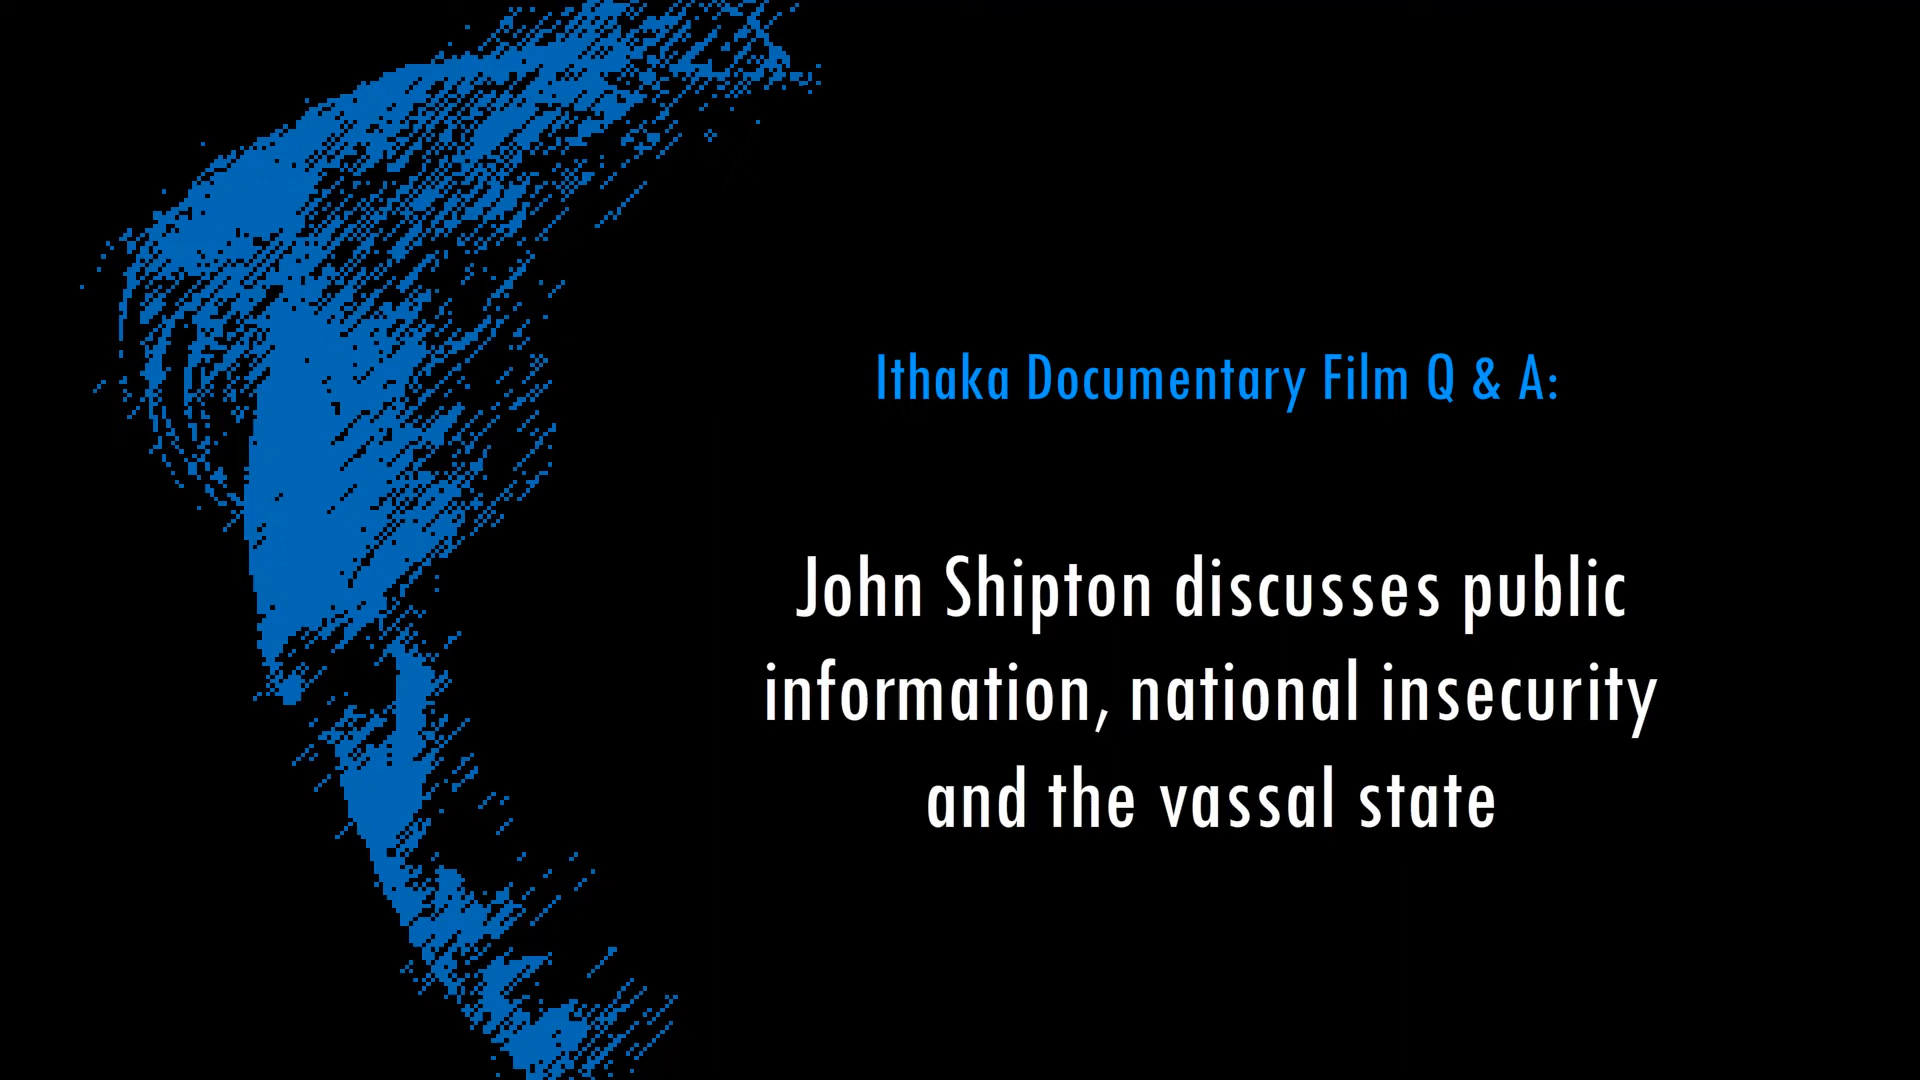 Ithaka Documentary Film Q & A:
John Shipton discusses public
information, national insecurity
and the vassal state